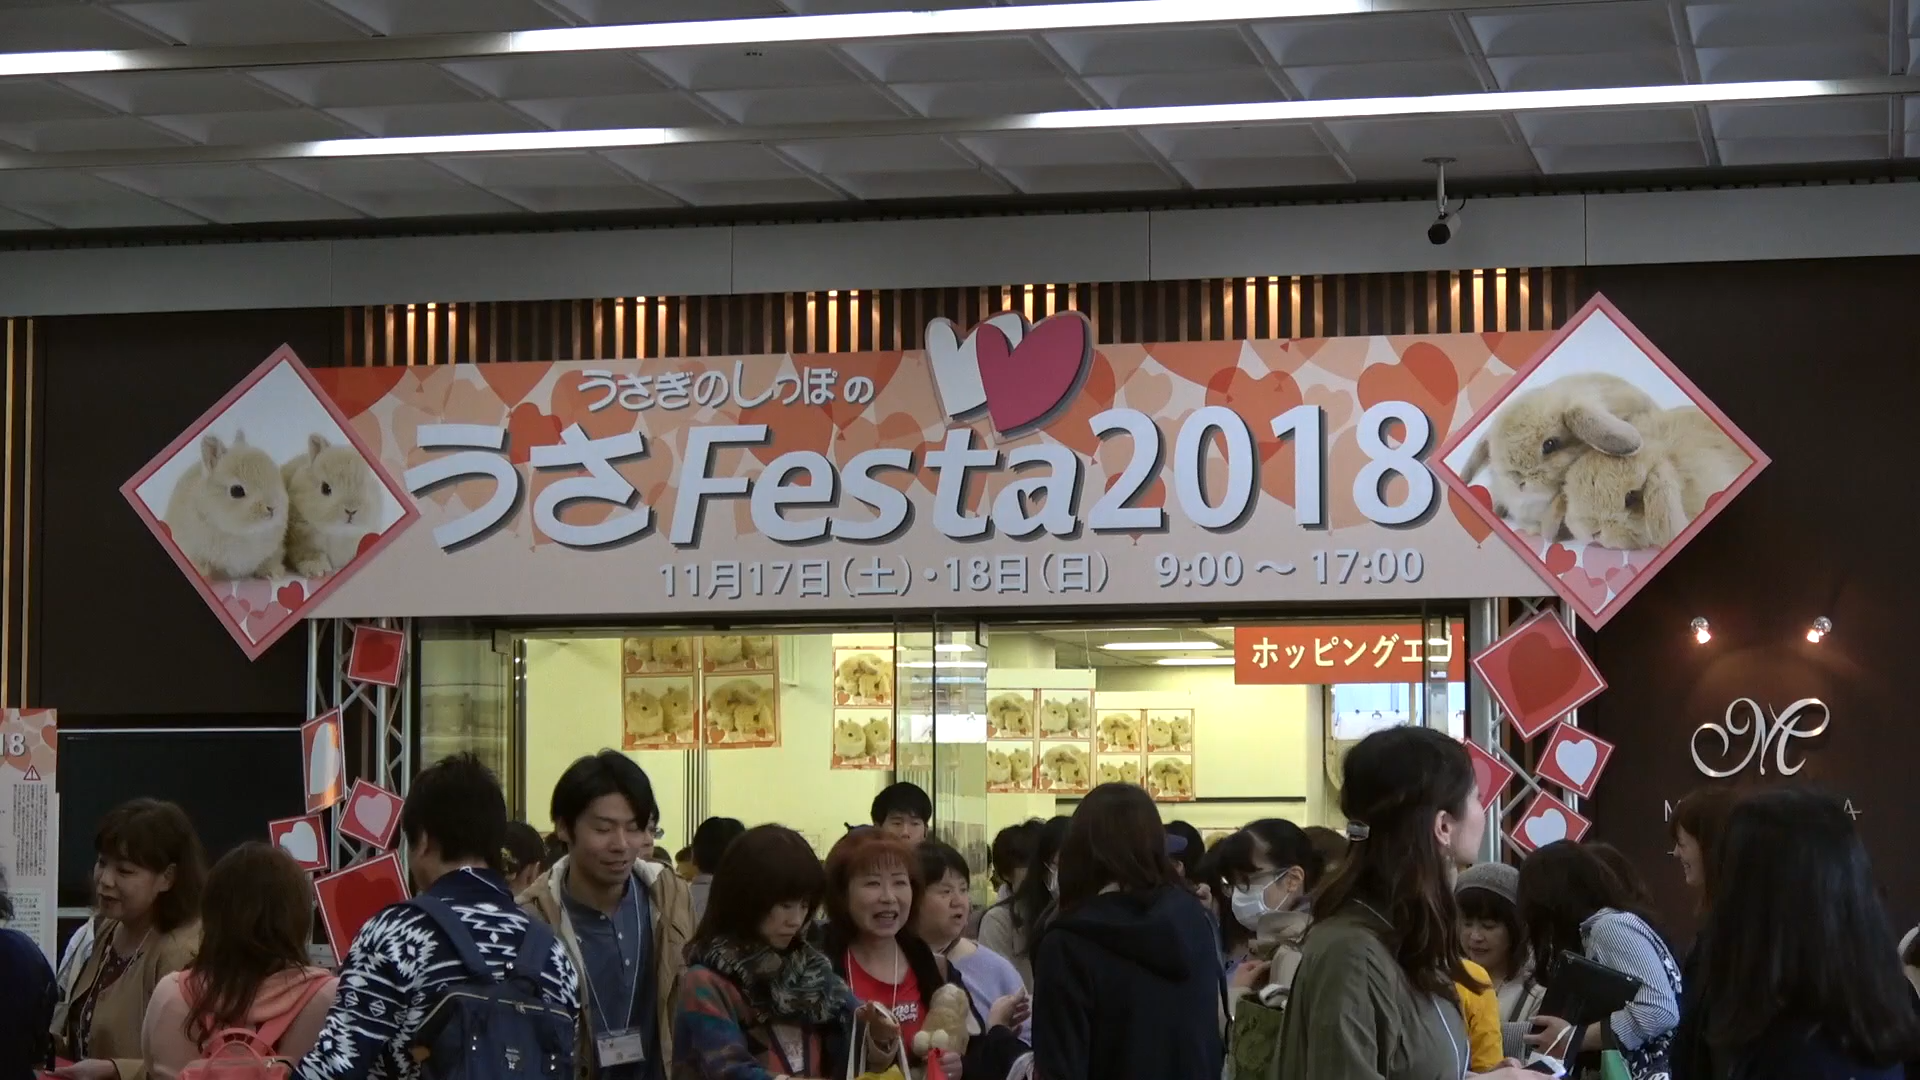 うさぎのしっぽの
うさFesta2018
11月17日（土）・18日（日） 9:00 〜 17:00
ホッピングエリ
18
M